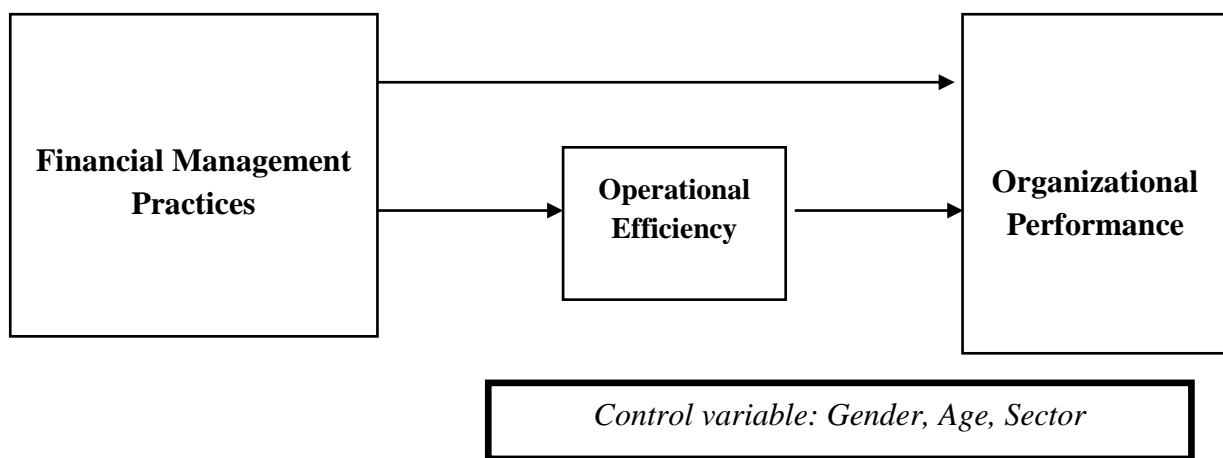 Financial Management
Practices
Operational
Efficiency
Organizational
Performance
Control variable: Gender, Age, Sector